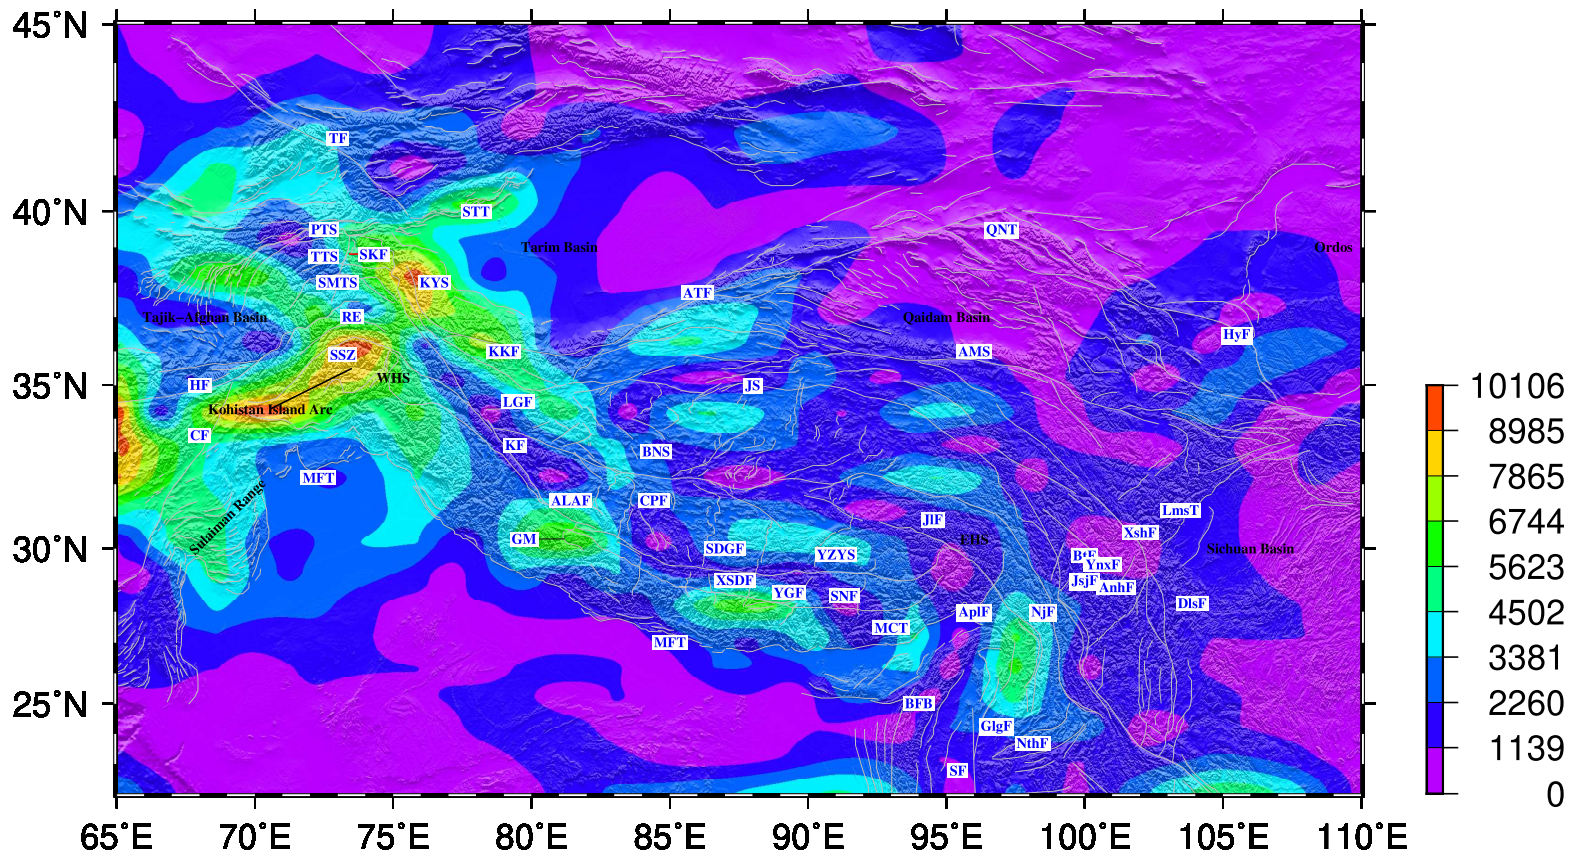 45°N
TF
40°N
STT
PTS
QNT
TTS
SKF
Tarim Basin
Ordos
SMTS
KYS
ATF
RE
Tajik–Afghan Basin
Qaidam Basin
HyF
SSZ
KKF
AMS
WHS
35°N
HF
JS
10106
LGF
Kohistan Island Arc
8985
CF
KF
BNS
MFT
7865
ALAF
CPF
Sulaiman Range
LmsT
6744
JlF
XshF
30°N
GM
SDGF
YZYS
EHS
BtF
Sichuan Basin
YnxF
5623
XSDF
YGF
SNF
JsjF
AnhF
DlsF
4502
AplF
NjF
MCT
MFT
3381
25°N
BFB
2260
GlgF
NthF
1139
SF
0
65°E
70°E
75°E
80°E
85°E
90°E
95°E
100°E
105°E
110°E